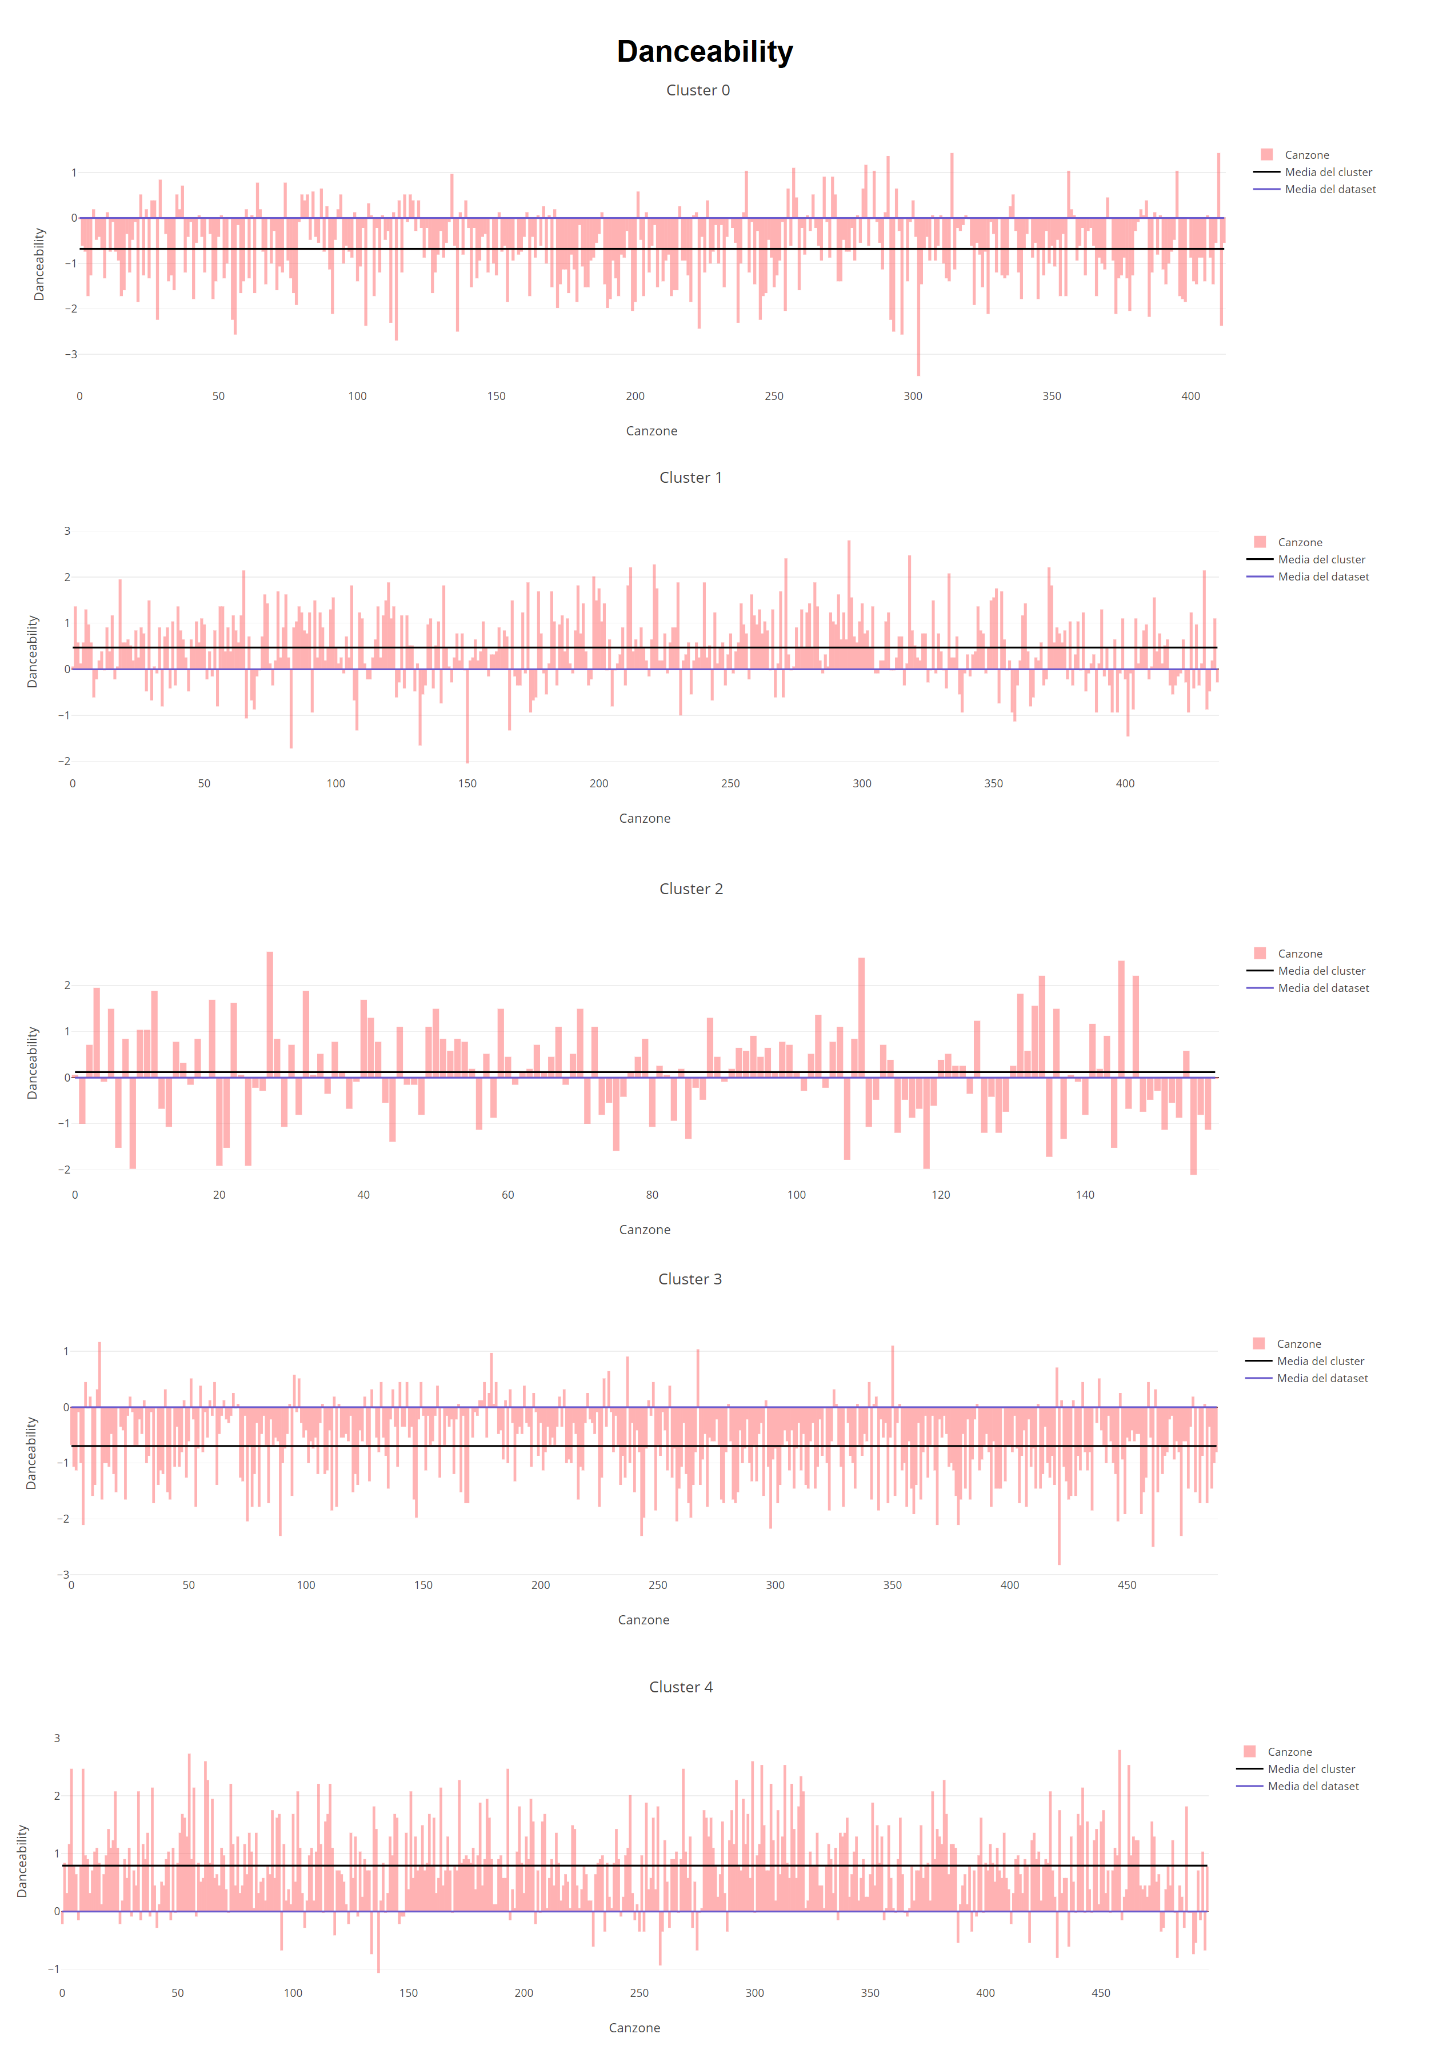 Danceability
Cluster 0
Canzone
Media del cluster
Media del dataset
1
0
−1
−2
−3
Danceability
0 50 100 150 200 250 300 350 400
Canzone
Cluster 1
Canzone
Media del cluster
Media del dataset
3
2
1
0
−1
−2
Danceability
0 50 100 150 200 250 300 350 400
Canzone
Cluster 2
Canzone
Media del cluster
Media del dataset
2
1
0
−1
−2
Danceability
0 20 40 60 80 100 120 140
Canzone
Cluster 3
Canzone
Media del cluster
Media del dataset
1
0
−1
−2
−3
Danceability
0 50 100 150 200 250 300 350 400 450
Canzone
Cluster 4
Canzone
Media del cluster
Media del dataset
3
2
1
0
−1
Danceability
0 50 100 150 200 250 300 350 400 450
Canzone